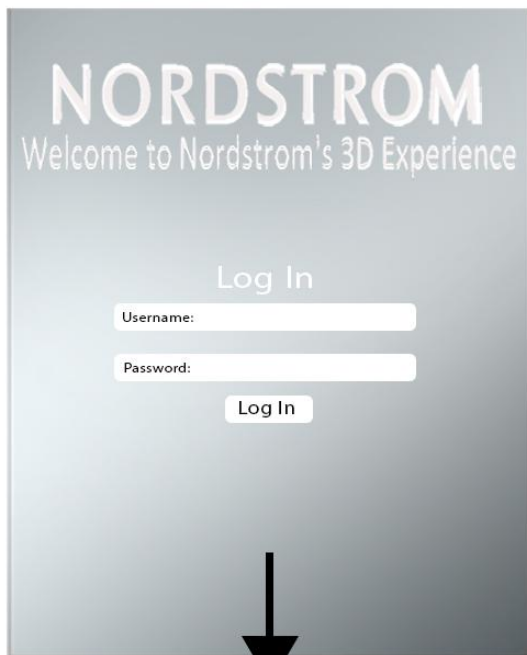 NORDSTROM
Welcome to Nordstrom's 3D Experience
Log In
Username:
Password:
Log In